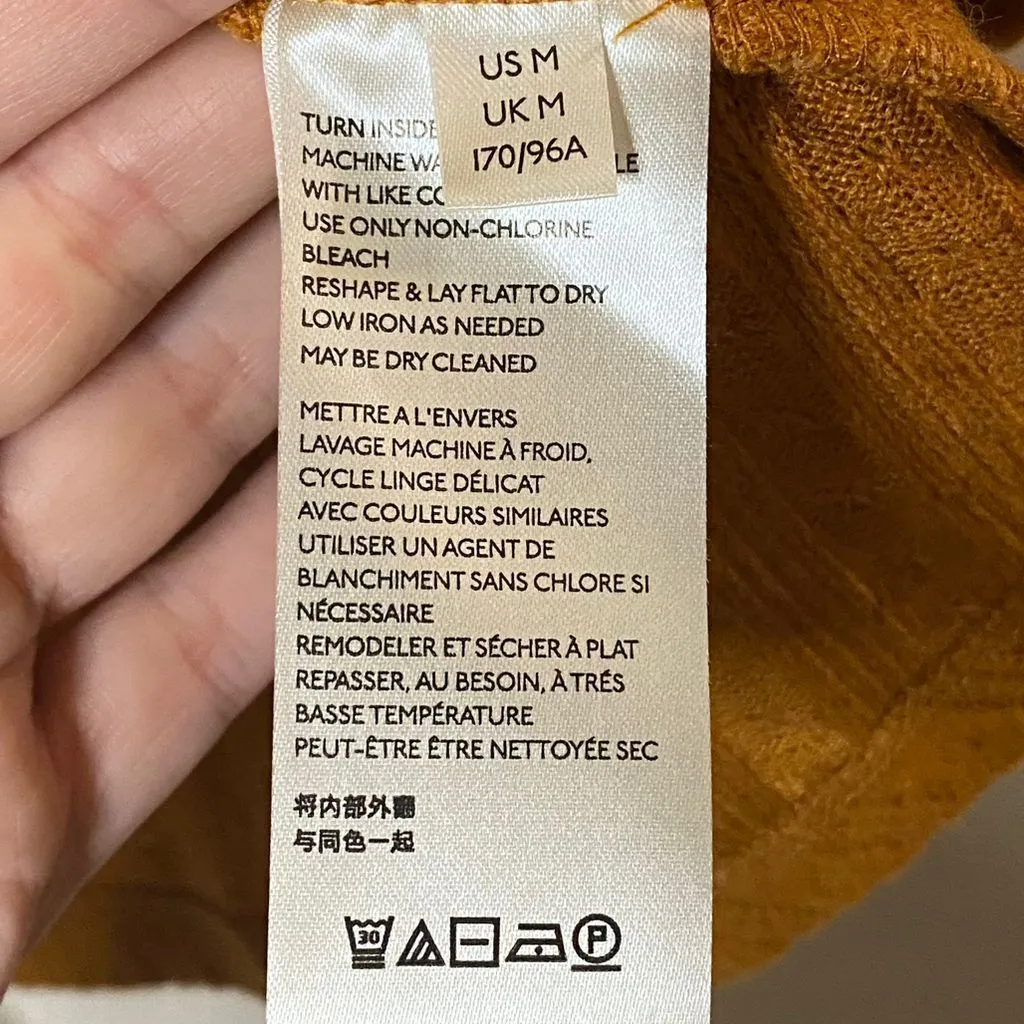 US M
UK M
170/96A
TURN INSIDE
MACHINE
WITH LIKE
USE ONLY NON-CHLORINE
BLEACH
RESHAPE & LAY FLAT TO DRY
LOW IRON AS NEEDED
MAY BE DRY CLEANED
METTRE A L'ENVERS
LAVAGE MACHINE À FROID,
CYCLE LINGE DÉLICAT
AVEC COULEURS SIMILAIRES
UTILISER UN AGENT DE
BLANCHIMENT SANS CHLORE SI
NÉCESSAIRE
REMODELER ET SÉCHER À PLAT
REPASSER, AU BESOIN, À TRÉS
BASSE TEMPÉRATURE
PEUT-ÊTRE ÊTRE NETTOYÉE SEC
将内部外翻
与同色一起
30 P